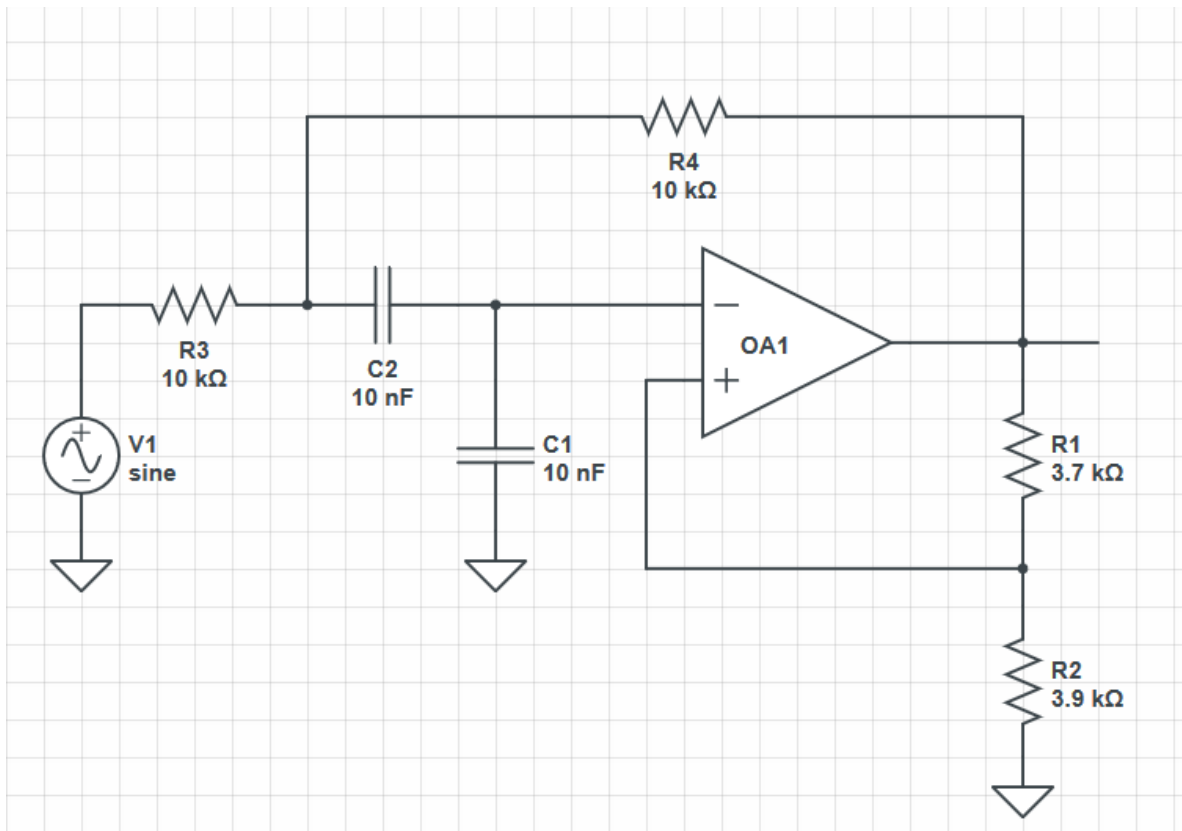 R4
10 kΩ
R3
10 kΩ
C2
10 nF
OA1
V1
sine
C1
10 nF
R1
3.7 kΩ
R2
3.9 kΩ